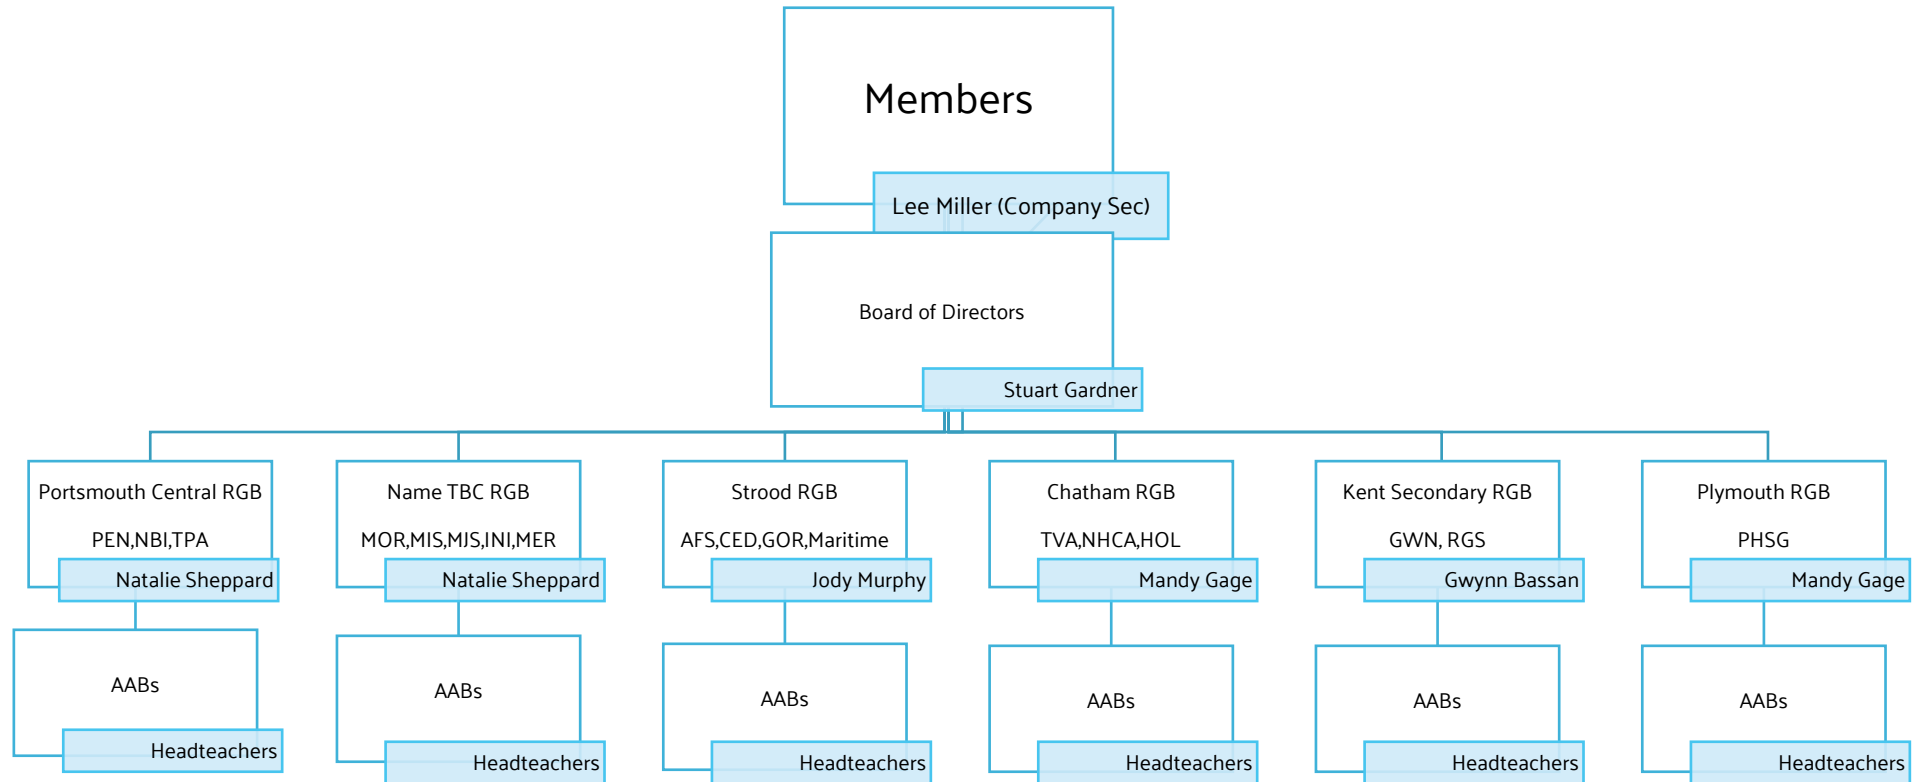 Members
Lee Miller (Company Sec)
Board of Directors
Stuart Gardner
Portsmouth Central RGB
PEN,NBI,TPA
Natalie Sheppard
Name TBC RGB
MOR,MIS,MJS,INI,MER
Natalie Sheppard
Strood RGB
AFS,CED,GOR,Maritime
Jody Murphy
Chatham RGB
TVA,NHCA,HOL
Mandy Gage
Kent Secondary RGB
GWN, RGS
Gwynn Bassan
Plymouth RGB
PHSG
Mandy Gage
AABs
Headteachers
AABs
Headteachers
AABs
Headteachers
AABs
Headteachers
AABs
Headteachers
AABs
Headteachers